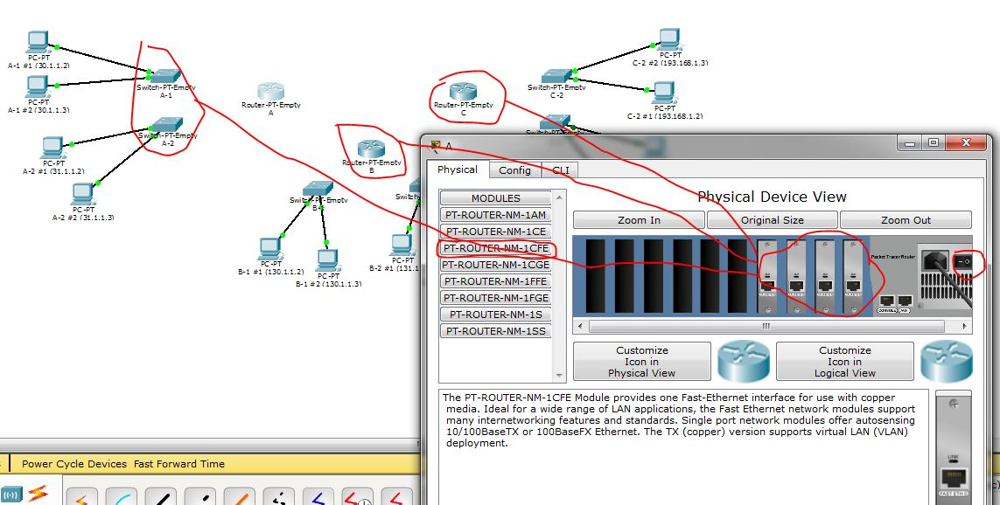 PC-PT
A-1 #1 (30.1.1.2)
PC-PT
A-1 #2 (30.1.1.3)
Switch-PT-Empty
A-1
Switch-PT-Empty
A-2
PC-PT
A-2 #1 (31.1.1.2)
PC-PT
A-2 #2 (31.1.1.3)
Router-PT-Empty
A
Router-PT-Empty
B
Router-PT-Empty
C
PC-PT
C-2 #2 (193.168.1.3)
Switch-PT-Empty
C-2
PC-PT
C-2 #1 (193.168.1.2)
Switch-PT-Empty
Switch-PT-Empty
PC-PT
B-1 #1 (130.1.1.2)
PC-PT
B-1 #2 (130.1.1.3)
PC-PT
B-2 #1 (131.1
A
Physical
Config
CLI
MODULES
PT-ROUTER-NM-1AM
PT-ROUTER-NM-1CE
PT-ROUTER-NM-1CFE
PT-ROUTER-NM-1CGE
PT-ROUTER-NM-1FFE
PT-ROUTER-NM-1FGE
PT-ROUTER-NM-1S
PT-ROUTER-NM-1SS
Physical Device View
Zoom In
Original Size
Zoom Out
Packet Tracer Router
CONSOLE
AUX
Customize
Icon in
Physical View
Customize
Icon in
Logical View
The PT-ROUTER-NM-1CFE Module provides one Fast-Ethernet interface for use with copper
media. Ideal for a wide range of LAN applications, the Fast Ethernet network modules support
many internetworking features and standards. Single port network modules offer autosensing
10/100BaseTX or 100BaseFX Ethernet. The TX (copper) version supports virtual LAN (VLAN)
deployment.
LINK
FAST ETH 0
Power Cycle Devices Fast Forward Time